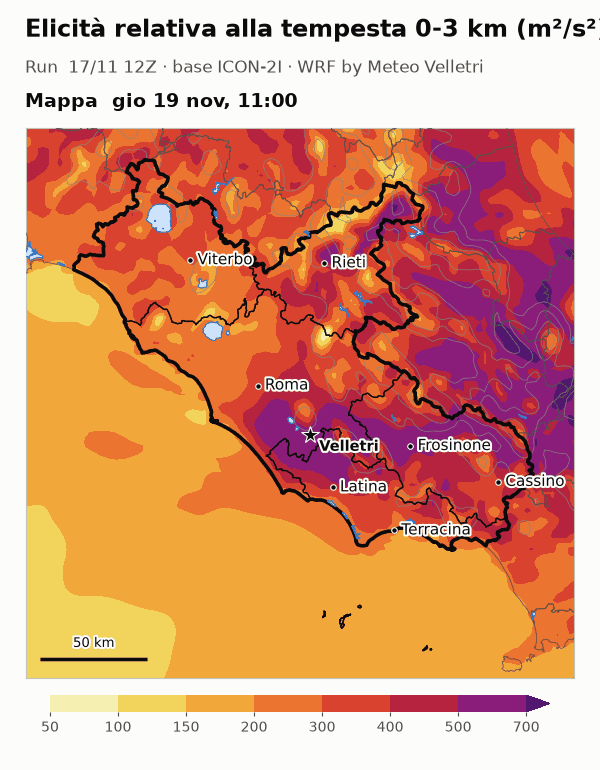 Elicità relativa alla tempesta 0-3 km (m²/s²)
Run 17/11 12Z · base ICON-2I · WRF by Meteo Velletri
Mappa gio 19 nov, 11:00
Viterbo
Rieti
Roma
Velletri
Frosinone
Latina
Cassino
Terracina
50 km
50 100 150 200 300 400 500 700